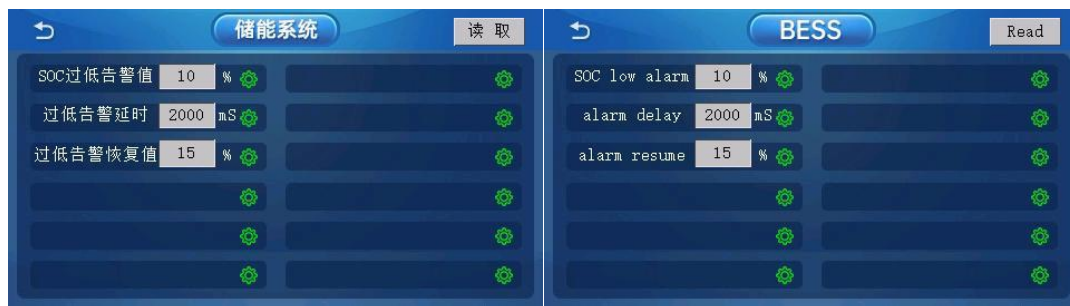 储能系统
读 取
SOC过低告警值 10 %
过低告警延时 2000 mS
过低告警恢复值 15 %
BESS
Read
SOC low alarm 10 %
alarm delay 2000 mS
alarm resume 15 %